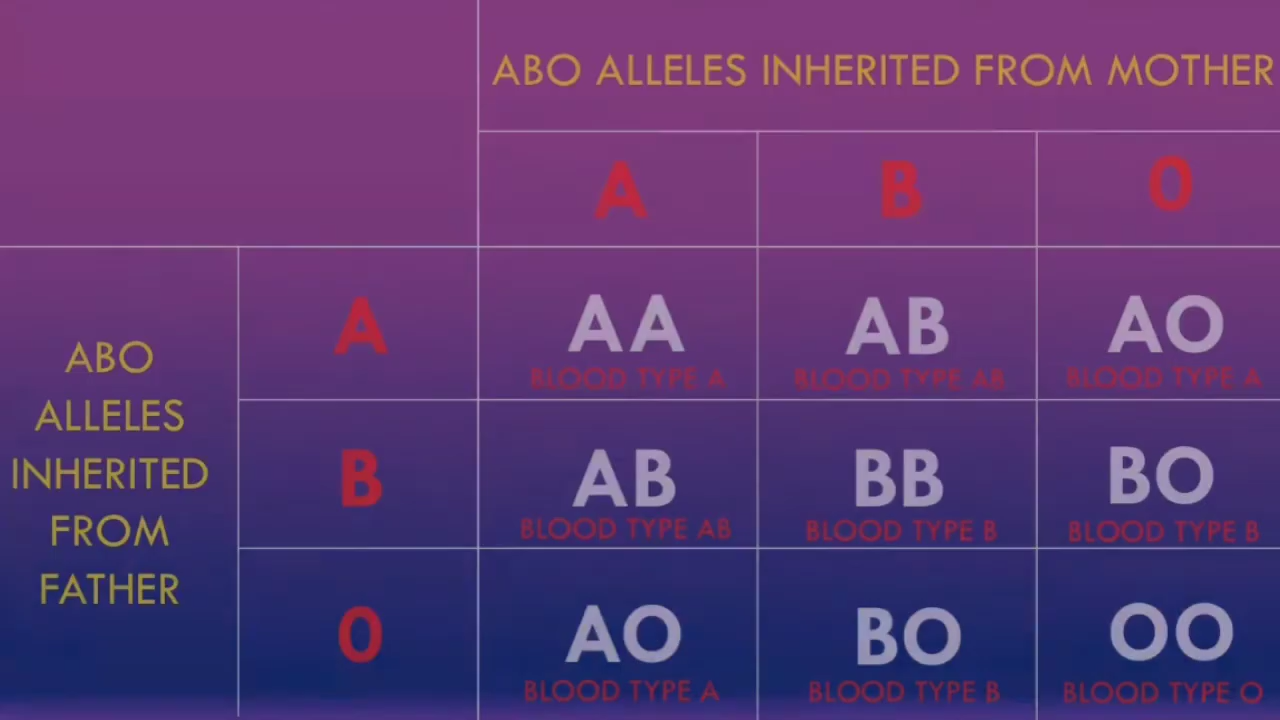 ABO ALLELES INHERITED FROM MOTHER
A B 0
ABO
ALLELES
INHERITED
FROM
FATHER
A
AA AB AO
BLOOD TYPE A BLOOD TYPE AB BLOOD TYPE A
B
AB BB BO
BLOOD TYPE AB BLOOD TYPE B BLOOD TYPE B
0
AO BO OO
BLOOD TYPE A BLOOD TYPE B BLOOD TYPE O